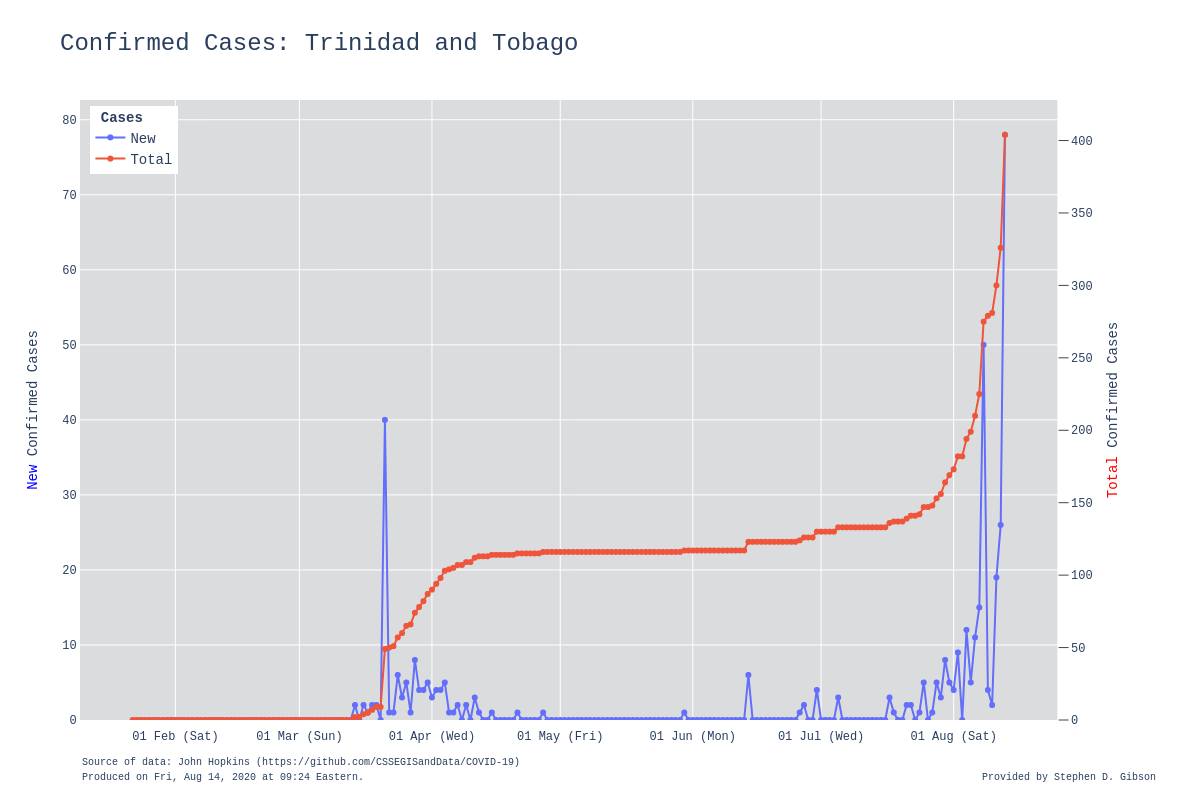 Confirmed Cases: Trinidad and Tobago
Cases
New
Total
80
70
60
50
40
30
20
10
0
400
350
300
250
200
150
100
50
0
New Confirmed Cases
Total Confirmed Cases
01 Feb (Sat) 01 Mar (Sun) 01 Apr (Wed) 01 May (Fri) 01 Jun (Mon) 01 Jul (Wed) 01 Aug (Sat)
Source of data: John Hopkins (https://github.com/CSSEGISandData/COVID-19)
Produced on Fri, Aug 14, 2020 at 09:24 Eastern.
Provided by Stephen D. Gibson